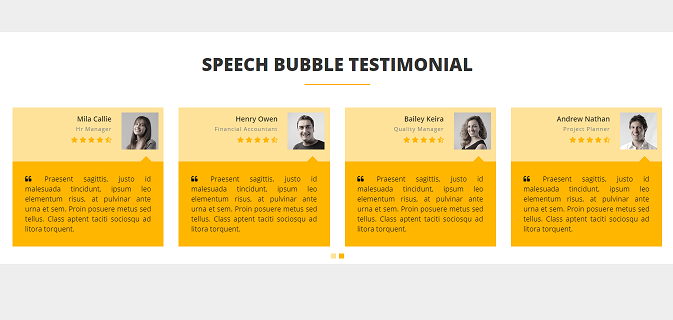 SPEECH BUBBLE TESTIMONIAL
Mila Callie
Hr Manager
❝ Praesent sagittis, justo id
malesuada tincidunt, ipsum leo
elementum risus, at pulvinar ante
urna et sem. Proin posuere metus sed
tellus. Class aptent taciti sociosqu ad
litora torquent.
Henry Owen
Financial Accountant
❝ Praesent sagittis, justo id
malesuada tincidunt, ipsum leo
elementum risus, at pulvinar ante
urna et sem. Proin posuere metus sed
tellus. Class aptent taciti sociosqu ad
litora torquent.
Bailey Keira
Quality Manager
❝ Praesent sagittis, justo id
malesuada tincidunt, ipsum leo
elementum risus, at pulvinar ante
urna et sem. Proin posuere metus sed
tellus. Class aptent taciti sociosqu ad
litora torquent.
Andrew Nathan
Project Planner
❝ Praesent sagittis, justo id
malesuada tincidunt, ipsum leo
elementum risus, at pulvinar ante
urna et sem. Proin posuere metus sed
tellus. Class aptent taciti sociosqu ad
litora torquent.